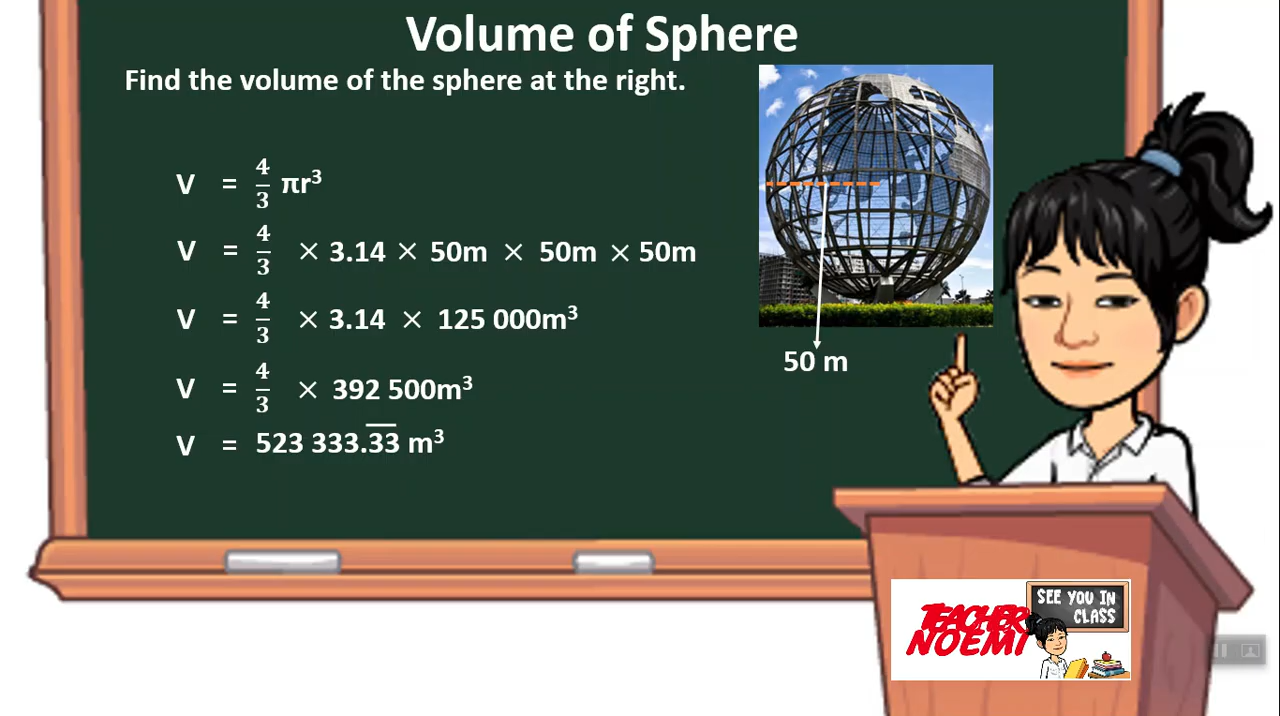 Volume of Sphere
Find the volume of the sphere at the right.
V = 4/3 πr³
V = 4/3 × 3.14 × 50m × 50m × 50m
V = 4/3 × 3.14 × 125 000m³
V = 4/3 × 392 500m³
V = 523 333.3̅3̅ m³
50 m
SEE YOU IN
CLASS
TEACHER
NOEMI